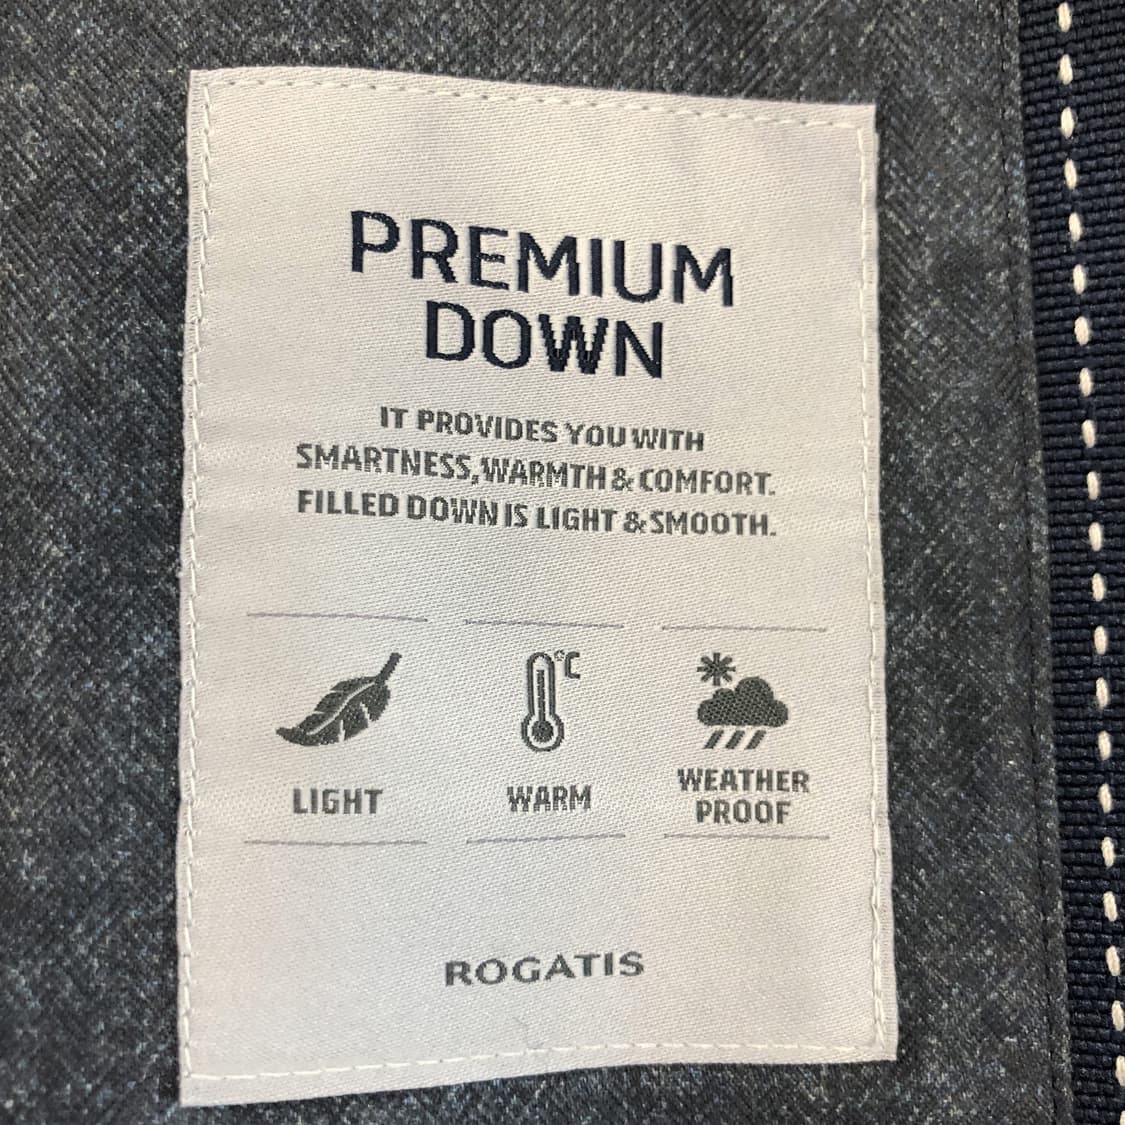 PREMIUM
DOWN
IT PROVIDES YOU WITH
SMARTNESS, WARMTH & COMFORT.
FILLED DOWN IS LIGHT & SMOOTH.
°C
LIGHT
WARM
WEATHER
PROOF
ROGATIS